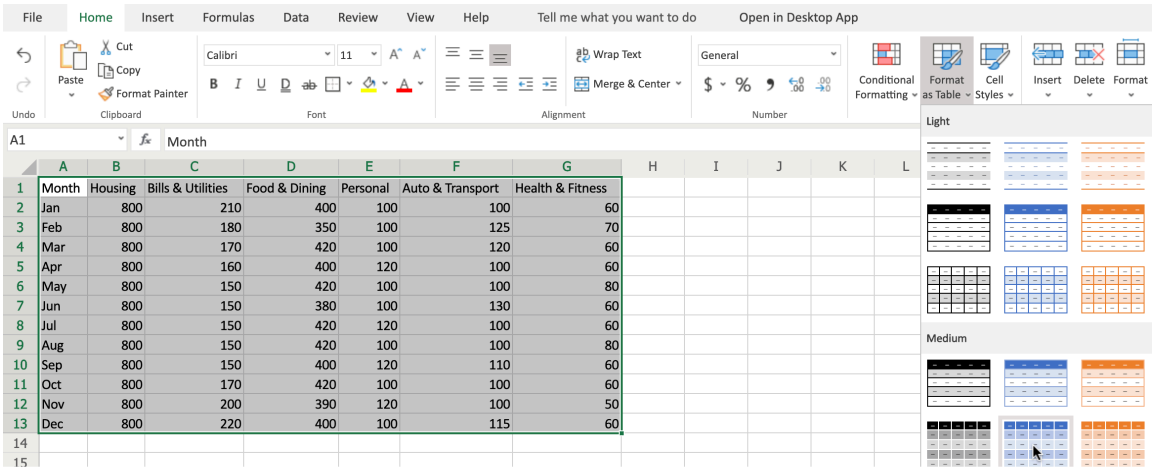 File Home Insert Formulas Data Review View Help Tell me what you want to do Open in Desktop App
Cut
Copy
Format Painter
Paste
Undo
Clipboard
Calibri 11
B I U D ab A
Font
Wrap Text
Merge & Center
Alignment
General
$ % 9
Number
Conditional Formatting
Format as Table
Cell Styles
Insert
Delete
Format
A1 fx Month
A B C D E F G H I J K L
1 Month Housing Bills & Utilities Food & Dining Personal Auto & Transport Health & Fitness
2 Jan 800 210 400 100 100 60
3 Feb 800 180 350 100 125 70
4 Mar 800 170 420 100 120 60
5 Apr 800 160 400 120 100 60
6 May 800 150 420 100 100 80
7 Jun 800 150 380 100 130 60
8 Jul 800 150 420 120 100 60
9 Aug 800 150 420 100 100 80
10 Sep 800 150 400 120 110 60
11 Oct 800 170 420 100 100 60
12 Nov 800 200 390 120 100 50
13 Dec 800 220 400 100 115 60
14
15
Light
Medium